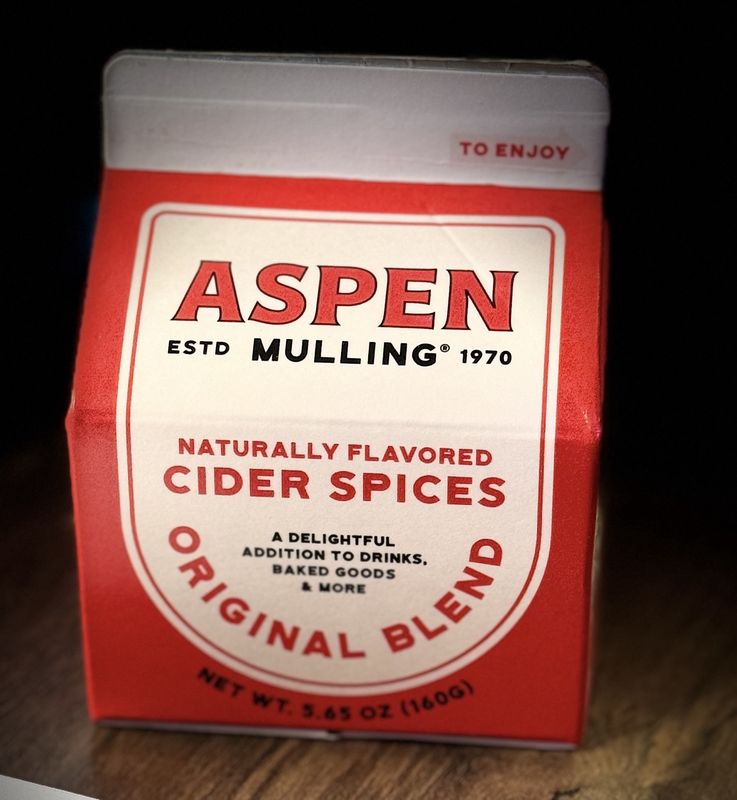 TO ENJOY
ASPEN
ESTD MULLING® 1970
NATURALLY FLAVORED
CIDER SPICES
A DELIGHTFUL
ADDITION TO DRINKS,
BAKED GOODS
& MORE
ORIGINAL BLEND
NET WT. 5.65 OZ (160G)